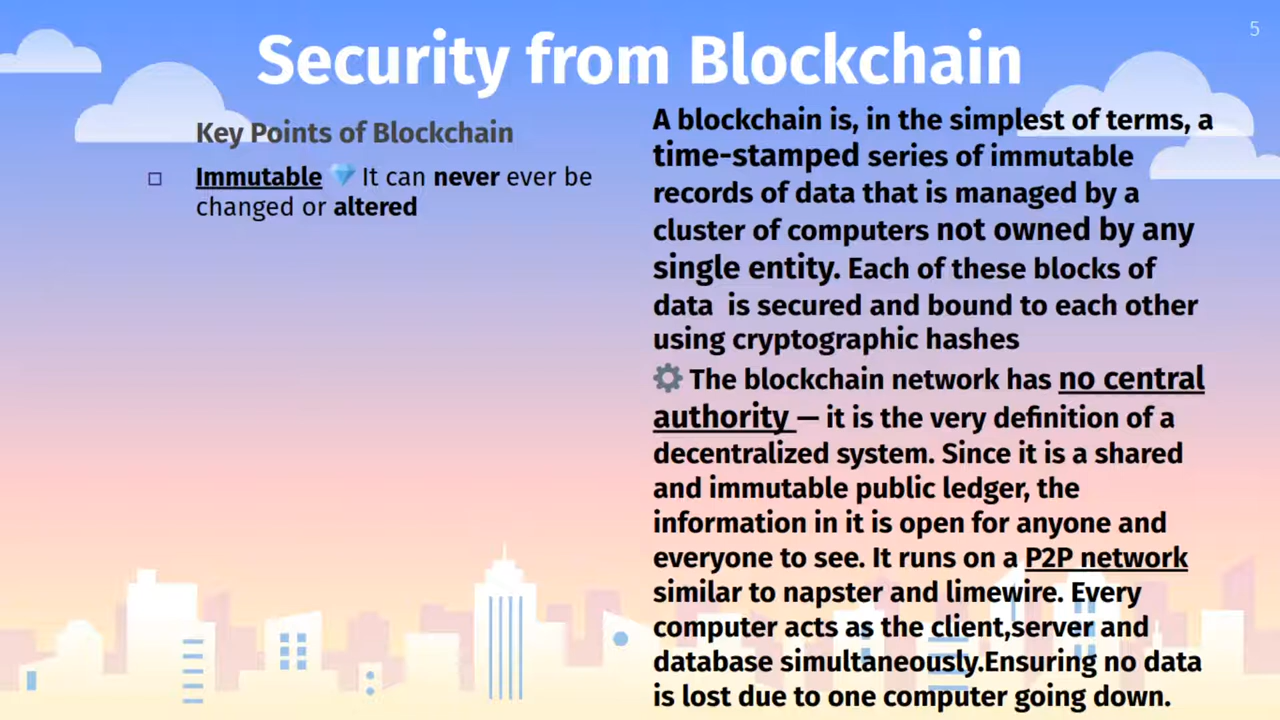 5
Security from Blockchain
Key Points of Blockchain
Immutable 💎 It can never ever be
changed or altered
A blockchain is, in the simplest of terms, a
time-stamped series of immutable
records of data that is managed by a
cluster of computers not owned by any
single entity. Each of these blocks of
data  is secured and bound to each other
using cryptographic hashes
⚙ The blockchain network has no central
authority — it is the very definition of a
decentralized system. Since it is a shared
and immutable public ledger, the
information in it is open for anyone and
everyone to see. It runs on a P2P network
similar to napster and limewire. Every
computer acts as the client,server and
database simultaneously.Ensuring no data
is lost due to one computer going down.